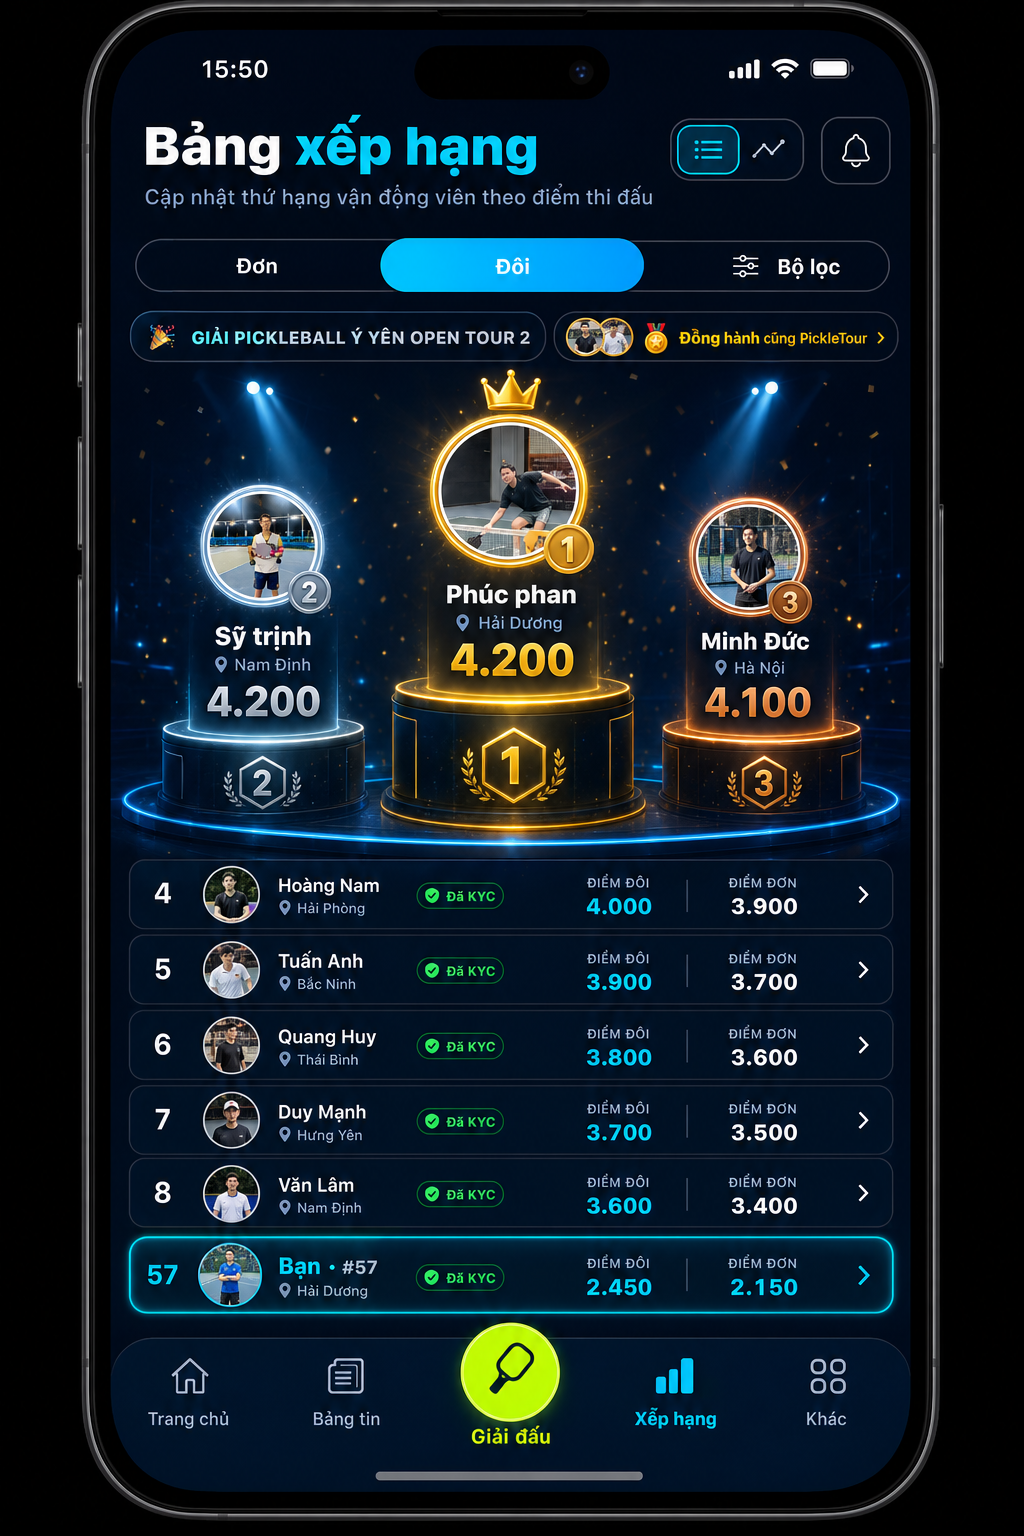 15:50
Bảng xếp hạng
Cập nhật thứ hạng vận động viên theo điểm thi đấu
Đơn
Đôi
Bộ lọc
GIẢI PICKLEBALL Ý YÊN OPEN TOUR 2
Đồng hành cùng PickleTour
1
Phúc phan
Hải Dương
4.200
1
2
Sỹ trịnh
Nam Định
4.200
2
3
Minh Đức
Hà Nội
4.100
3
4
Hoàng Nam
Hải Phòng
Đã KYC
ĐIỂM ĐÔI
4.000
ĐIỂM ĐƠN
3.900
5
Tuấn Anh
Bắc Ninh
Đã KYC
ĐIỂM ĐÔI
3.900
ĐIỂM ĐƠN
3.700
6
Quang Huy
Thái Bình
Đã KYC
ĐIỂM ĐÔI
3.800
ĐIỂM ĐƠN
3.600
7
Duy Mạnh
Hưng Yên
Đã KYC
ĐIỂM ĐÔI
3.700
ĐIỂM ĐƠN
3.500
8
Văn Lâm
Nam Định
Đã KYC
ĐIỂM ĐÔI
3.600
ĐIỂM ĐƠN
3.400
57
Bạn • #57
Hải Dương
Đã KYC
ĐIỂM ĐÔI
2.450
ĐIỂM ĐƠN
2.150
Trang chủ
Bảng tin
Giải đấu
Xếp hạng
Khác